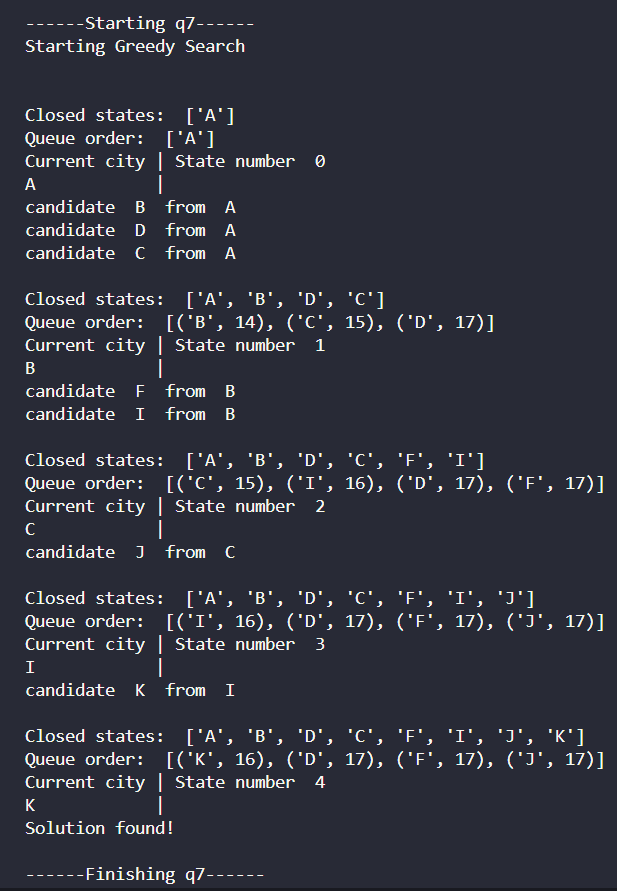 ------Starting q7------
Starting Greedy Search
Closed states:  ['A']
Queue order:  ['A']
Current city | State number  0
A            |
candidate  B  from  A
candidate  D  from  A
candidate  C  from  A
Closed states:  ['A', 'B', 'D', 'C']
Queue order:  [('B', 14), ('C', 15), ('D', 17)]
Current city | State number  1
B            |
candidate  F  from  B
candidate  I  from  B
Closed states:  ['A', 'B', 'D', 'C', 'F', 'I']
Queue order:  [('C', 15), ('I', 16), ('D', 17), ('F', 17)]
Current city | State number  2
C            |
candidate  J  from  C
Closed states:  ['A', 'B', 'D', 'C', 'F', 'I', 'J']
Queue order:  [('I', 16), ('D', 17), ('F', 17), ('J', 17)]
Current city | State number  3
I            |
candidate  K  from  I
Closed states:  ['A', 'B', 'D', 'C', 'F', 'I', 'J', 'K']
Queue order:  [('K', 16), ('D', 17), ('F', 17), ('J', 17)]
Current city | State number  4
K            |
Solution found!
------Finishing q7------